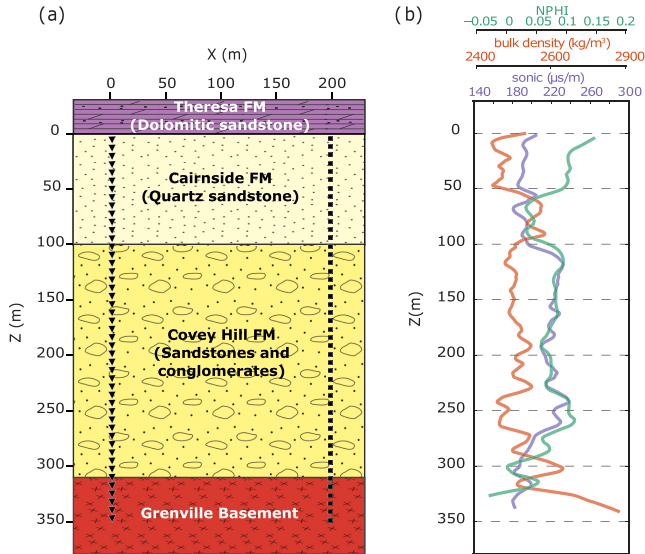 (a)
X (m)
0 50 100 150 200
Theresa FM
(Dolomitic sandstone)
Cairnside FM
(Quartz sandstone)
Covey Hill FM
(Sandstones and
conglomerates)
Grenville Basement
Z (m)
0
50
100
150
200
250
300
350
(b)
NPHI
-0.05 0 0.05 0.1 0.15 0.2
bulk density (kg/m³)
2400 2600 2900
sonic (µs/m)
140 180 220 260 300
Z(m)
0
50
100
150
200
250
300
350